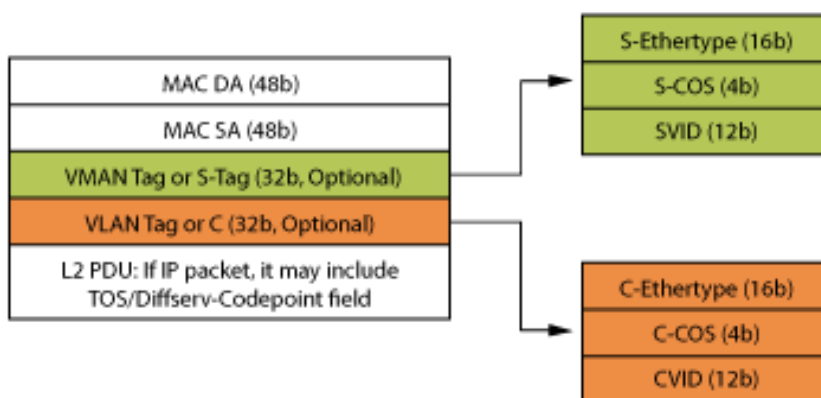 MAC DA (48b)
MAC SA (48b)
VMAN Tag or S-Tag (32b, Optional)
VLAN Tag or C (32b, Optional)
L2 PDU: If IP packet, it may include
TOS/Diffserv-Codepoint field
S-Ethertype (16b)
S-COS (4b)
SVID (12b)
C-Ethertype (16b)
C-COS (4b)
CVID (12b)